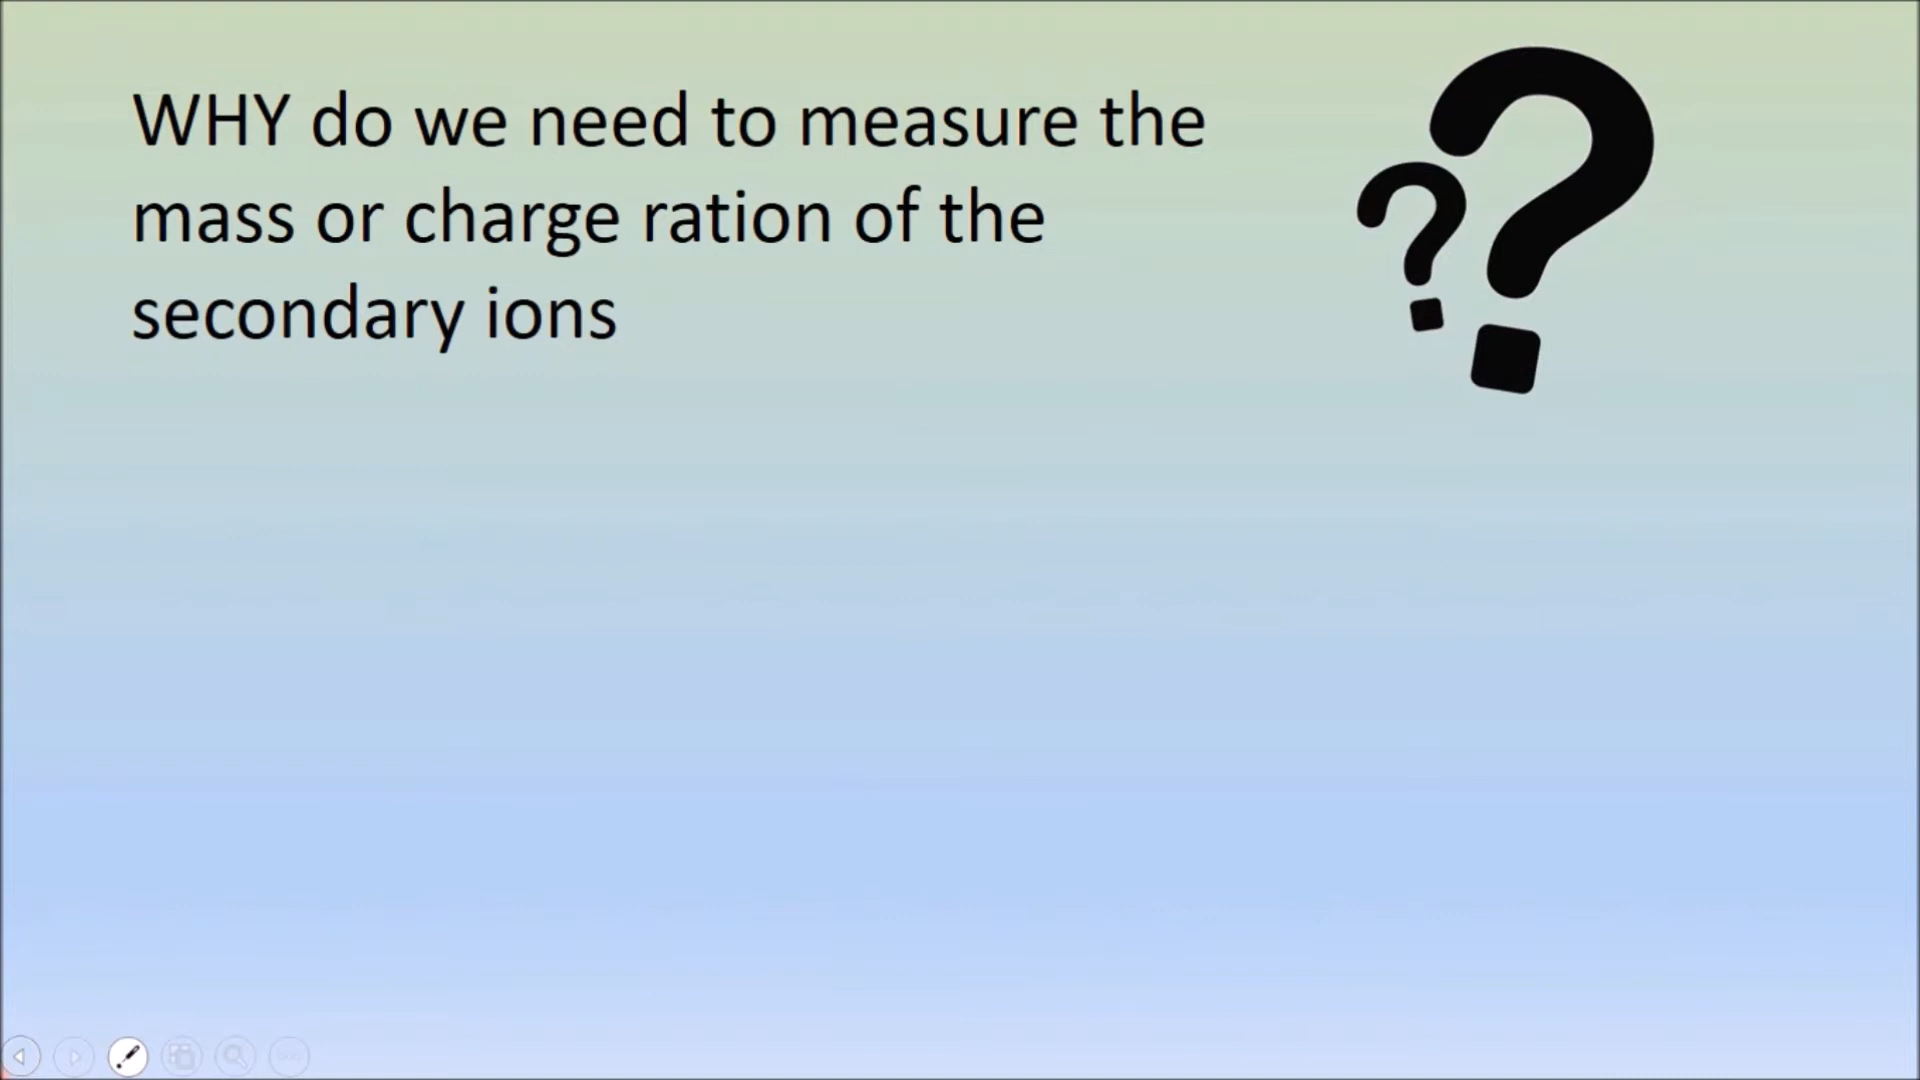 WHY do we need to measure the
mass or charge ration of the
secondary ions